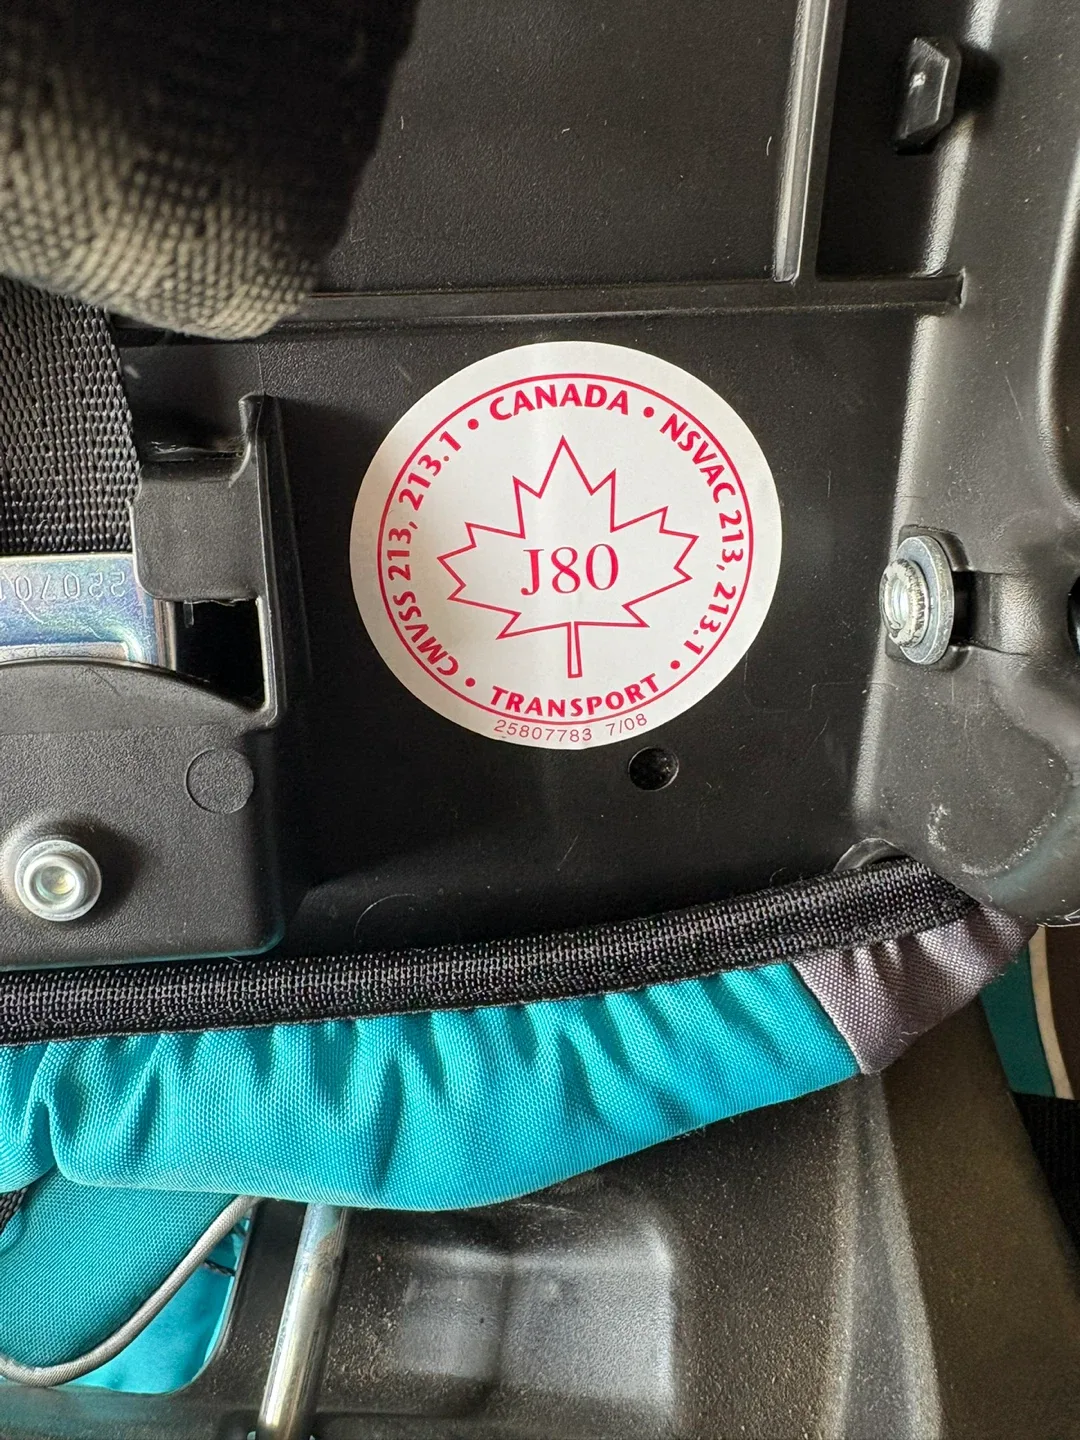 • CANADA •
NSVAC 213, 213.1 •
J80
CMVSS 213, 213.1
• TRANSPORT
25807783 7/08